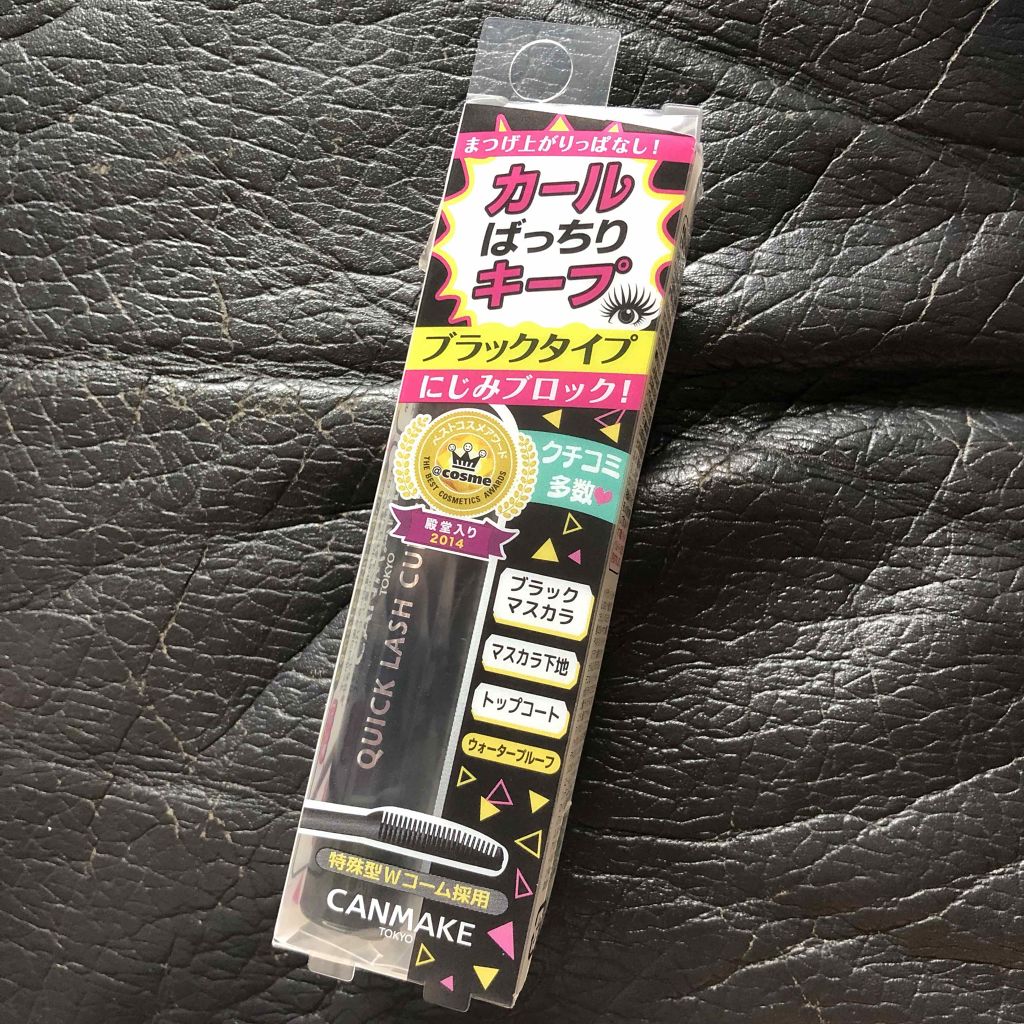 まつげ上がりっぱなし!
カール
ばっちり
キープ
ブラックタイプ
にじみブロック!
ベストコスメアワード
@cosme
THE BEST COSMETICS AWARDS
殿堂入り
2014
クチコミ
多数
TOKYO
QUICK LASH CU
ブラック
マスカラ
マスカラ下地
トップコート
ウォータープルーフ
特殊型Wコーム採用
CANMAKE
TOKYO